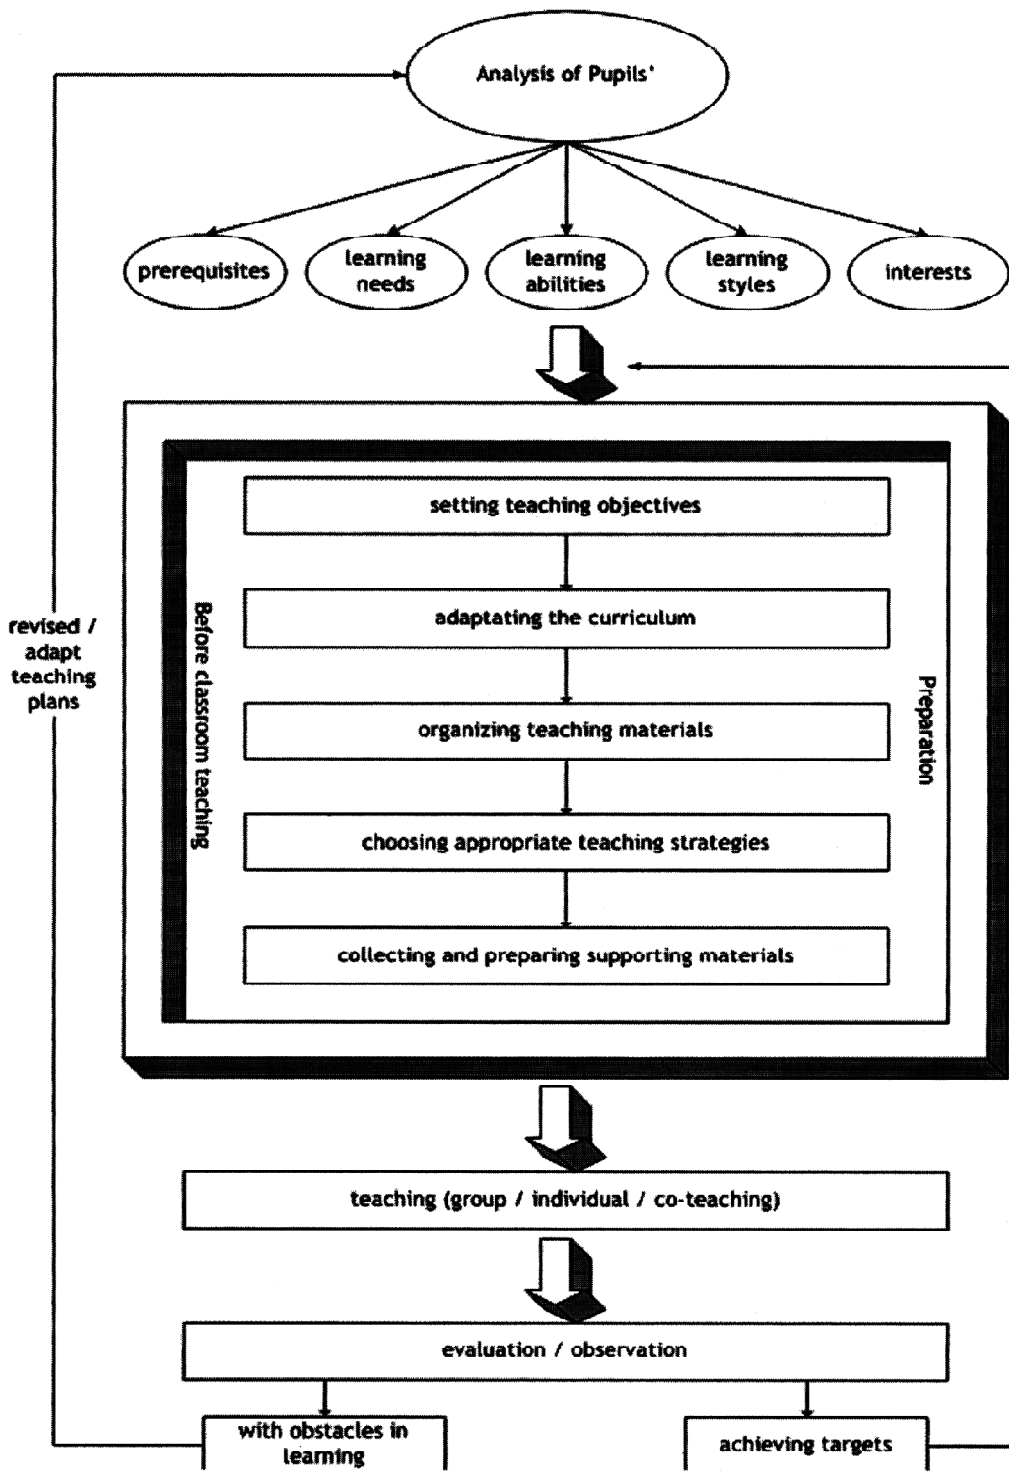 Analysis of Pupils'
prerequisites
learning
needs
learning
abilities
learning
styles
interests
setting teaching objectives
adaptating the curriculum
organizing teaching materials
choosing appropriate teaching strategies
collecting and preparing supporting materials
Before classroom teaching
Preparation
revised /
adapt
teaching
plans
teaching (group / individual / co-teaching)
evaluation / observation
with obstacles in
learning
achieving targets